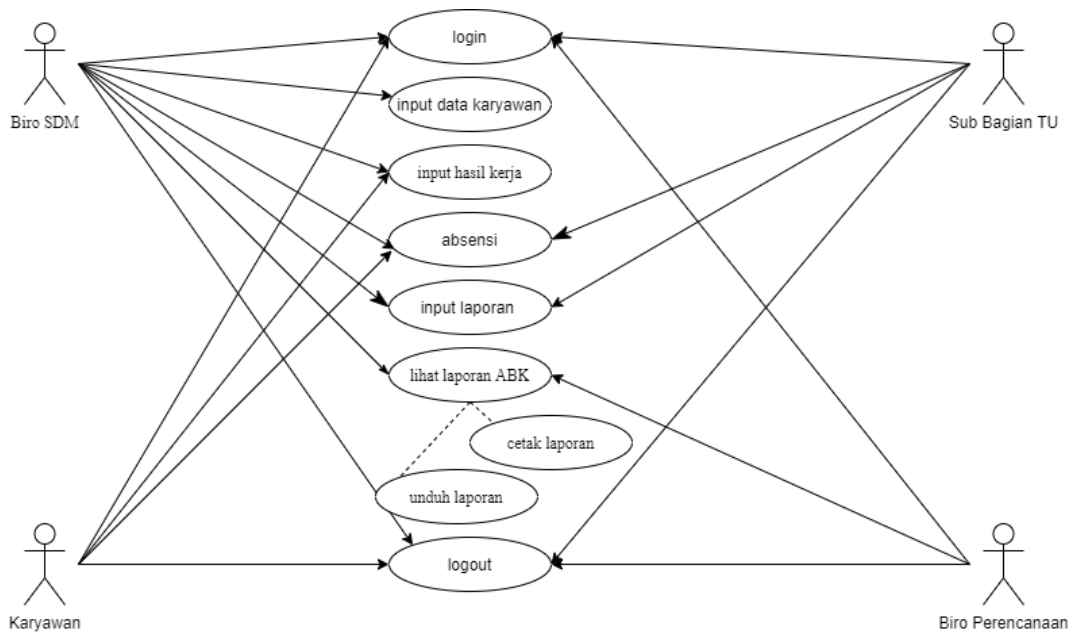 login
input data karyawan
Biro SDM
Sub Bagian TU
input hasil kerja
absensi
input laporan
lihat laporan ABK
cetak laporan
unduh laporan
logout
Karyawan
Biro Perencanaan